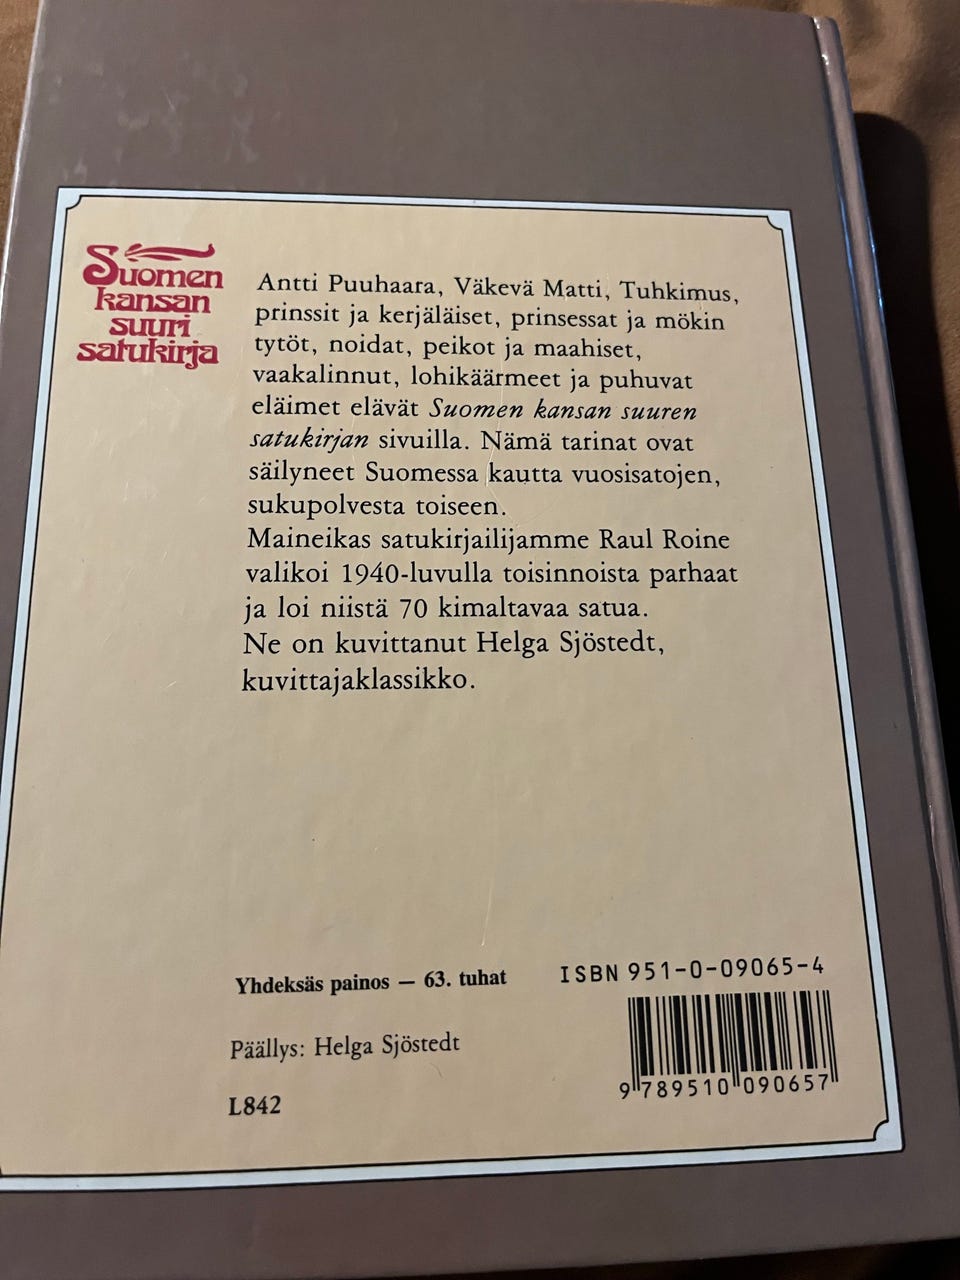 Suomen
kansan
suuri
satukirja
Antti Puuhaara, Väkevä Matti, Tuhkimus,
prinssit ja kerjäläiset, prinsessat ja mökin
tytöt, noidat, peikot ja maahiset,
vaakalinnut, lohikäärmeet ja puhuvat
eläimet elävät Suomen kansan suuren
satukirjan sivuilla. Nämä tarinat ovat
säilyneet Suomessa kautta vuosisatojen,
sukupolvesta toiseen.
Maineikas satukirjailijamme Raul Roine
valikoi 1940-luvulla toisinnoista parhaat
ja loi niistä 70 kimaltavaa satua.
Ne on kuvittanut Helga Sjöstedt,
kuvittajaklassikko.
Yhdeksäs painos — 63. tuhat
Päällys: Helga Sjöstedt
L842
ISBN 951-0-09065-4
9 789510 090657